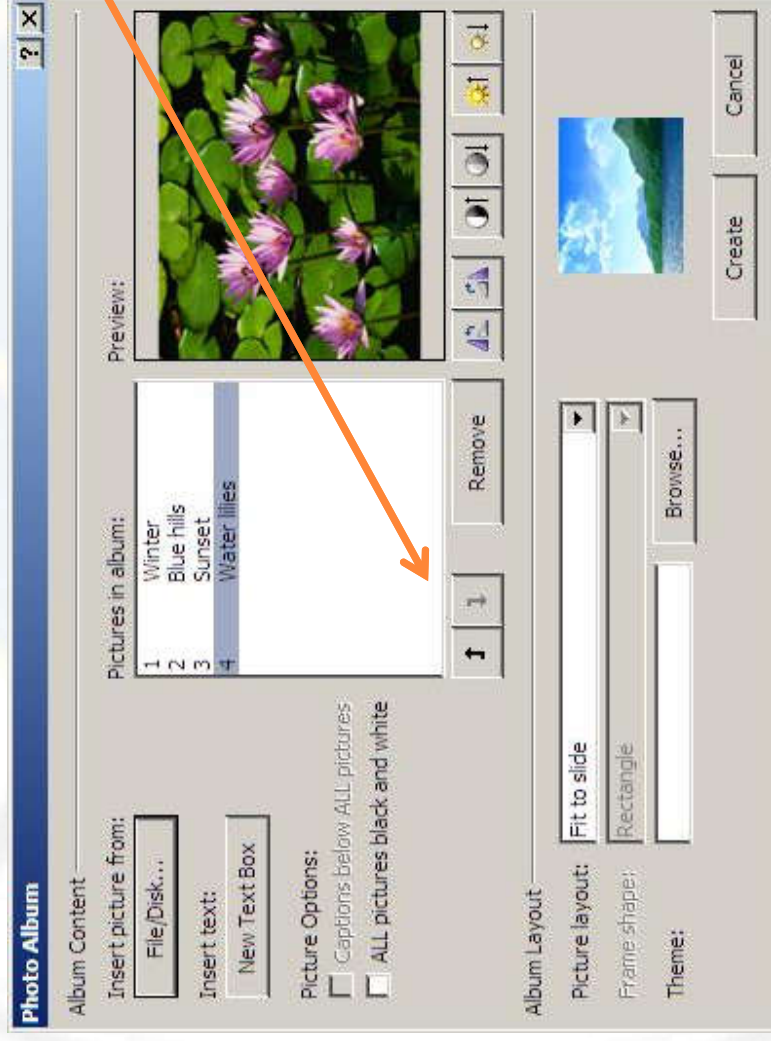 Photo Album
Album Content
Insert picture from:
File/Disk...
Insert text:
New Text Box
Picture Options:
Captions below ALL pictures
ALL pictures black and white
Pictures in album:
1 Winter
2 Blue hills
3 Sunset
4 Water lilies
Remove
Preview:
Album Layout
Picture layout: Fit to slide
Frame shape: Rectangle
Theme:
Browse...
Create
Cancel